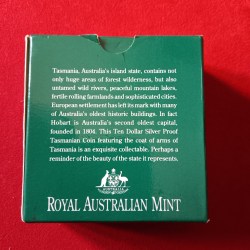 Tasmania, Australia's island state, contains not
only huge areas of forest wilderness, but also
untamed wild rivers, peaceful mountain lakes,
fertile rolling farmlands and sophisticated cities.
European settlement has left its mark with many
of Australia's oldest historic buildings. In fact
Hobart is Australia's second oldest capital,
founded in 1804. This Ten Dollar Silver Proof
Tasmanian Coin featuring the coat of arms of
Tasmania is an exquisite collectable. Perhaps a
reminder of the beauty of the state it represents.
ROYAL AUSTRALIAN MINT